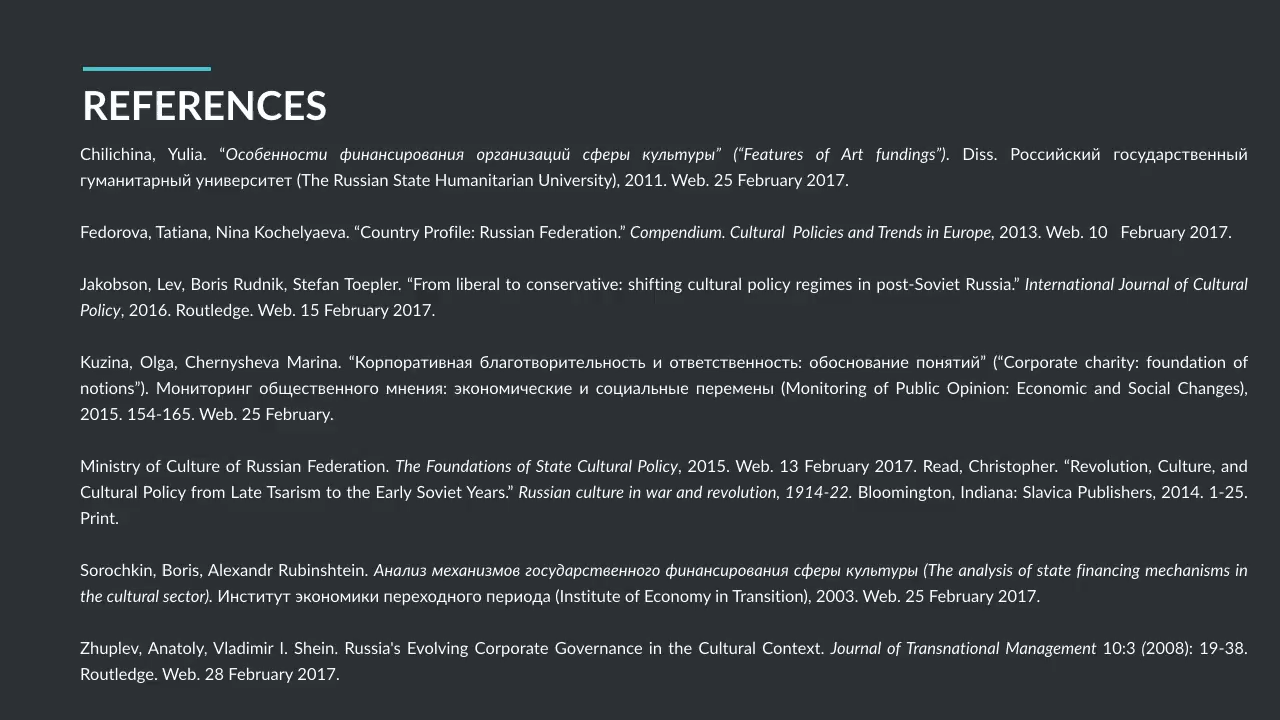 REFERENCES
Chilichina, Yulia. “Особенности финансирования организаций сферы культуры” (“Features of Art fundings”). Diss. Российский государственный
гуманитарный университет (The Russian State Humanitarian University), 2011. Web. 25 February 2017.
Fedorova, Tatiana, Nina Kochelyaeva. “Country Profile: Russian Federation.” Compendium. Cultural Policies and Trends in Europe, 2013. Web. 10 February 2017.
Jakobson, Lev, Boris Rudnik, Stefan Toepler. “From liberal to conservative: shifting cultural policy regimes in post-Soviet Russia.” International Journal of Cultural
Policy, 2016. Routledge. Web. 15 February 2017.
Kuzina, Olga, Chernysheva Marina. “Корпоративная благотворительность и ответственность: обоснование понятий” (“Corporate charity: foundation of
notions”). Мониторинг общественного мнения: экономические и социальные перемены (Monitoring of Public Opinion: Economic and Social Changes),
2015. 154-165. Web. 25 February.
Ministry of Culture of Russian Federation. The Foundations of State Cultural Policy, 2015. Web. 13 February 2017. Read, Christopher. “Revolution, Culture, and
Cultural Policy from Late Tsarism to the Early Soviet Years.” Russian culture in war and revolution, 1914-22. Bloomington, Indiana: Slavica Publishers, 2014. 1-25.
Print.
Sorochkin, Boris, Alexandr Rubinshtein. Анализ механизмов государственного финансирования сферы культуры (The analysis of state financing mechanisms in
the cultural sector). Институт экономики переходного периода (Institute of Economy in Transition), 2003. Web. 25 February 2017.
Zhuplev, Anatoly, Vladimir I. Shein. Russia's Evolving Corporate Governance in the Cultural Context. Journal of Transnational Management 10:3 (2008): 19-38.
Routledge. Web. 28 February 2017.